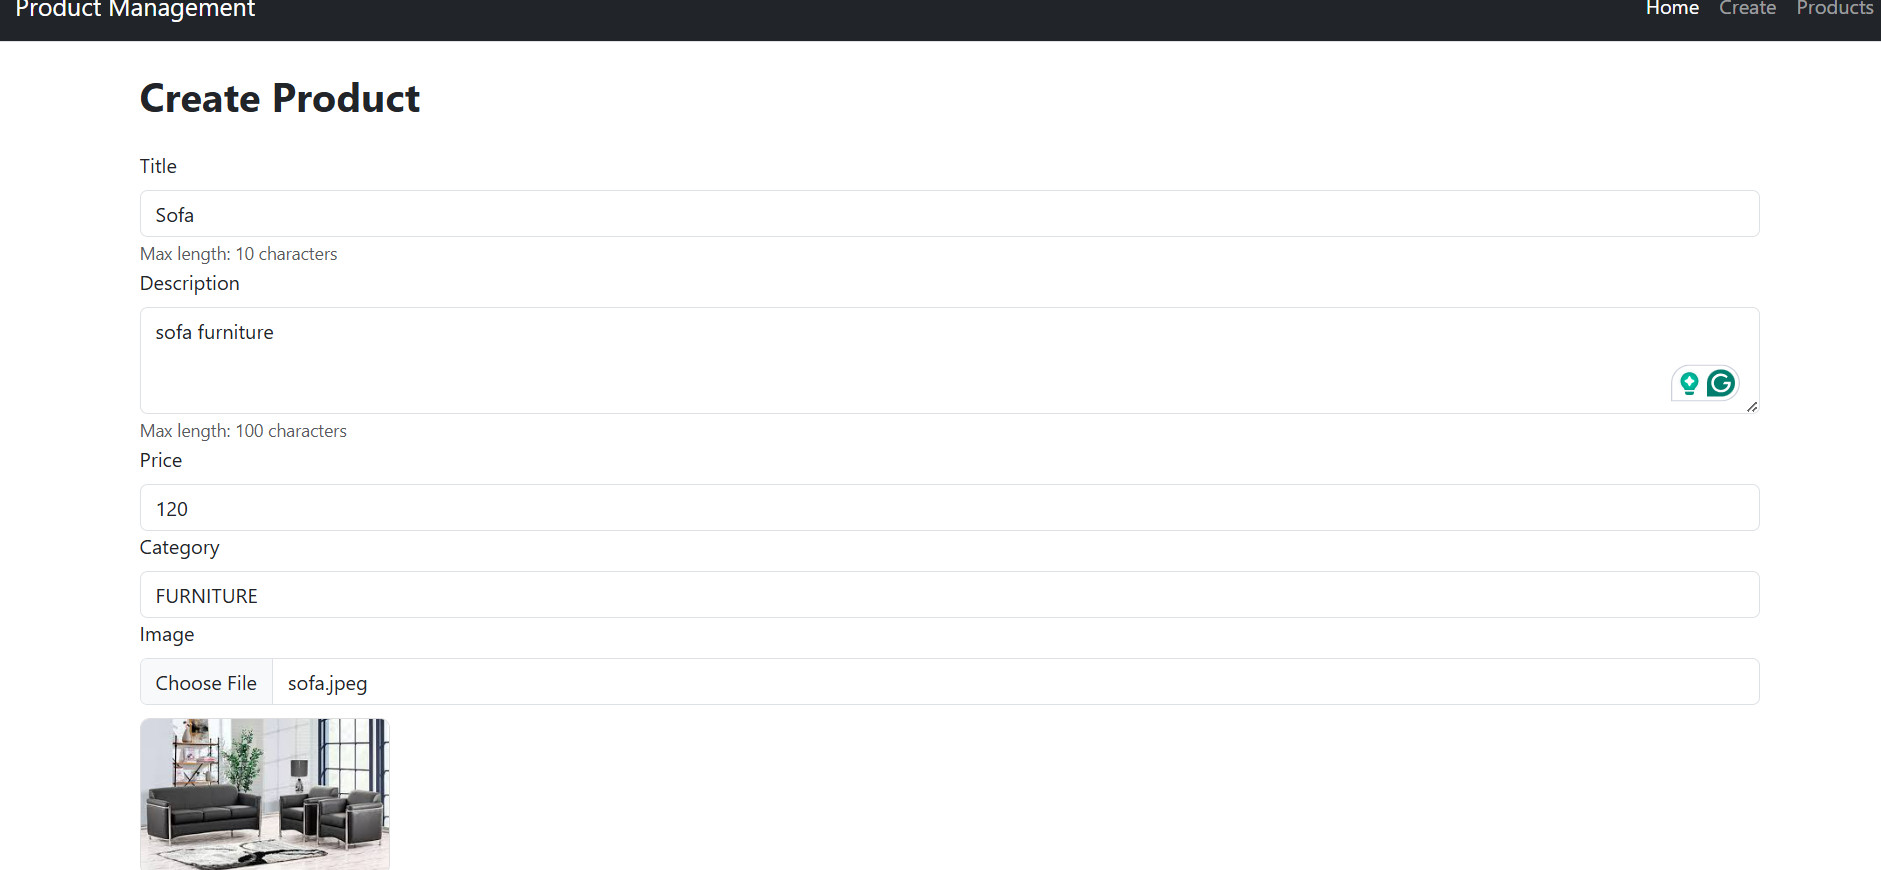 Product Management
Home Create Products
Create Product
Title
Sofa
Max length: 10 characters
Description
sofa furniture
Max length: 100 characters
Price
120
Category
FURNITURE
Image
Choose File sofa.jpeg